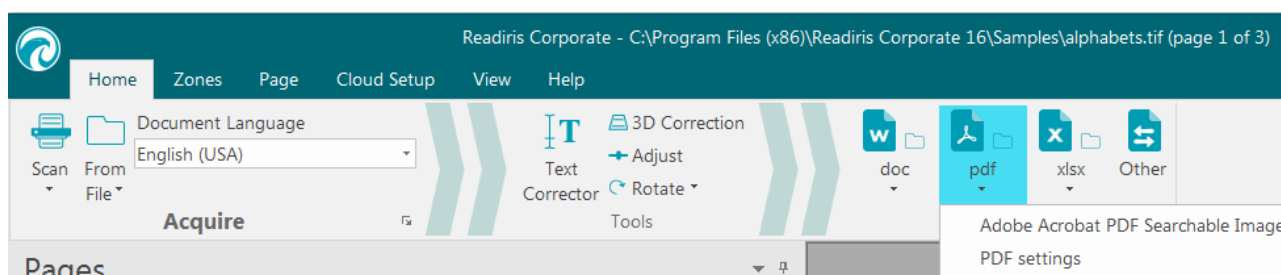 Readiris Corporate - C:\Program Files (x86)\Readiris Corporate 16\Samples\alphabets.tif (page 1 of 3)
Home Zones Page Cloud Setup View Help
Document Language
English (USA)
Scan
From
File
Acquire
Text
Corrector
3D Correction
Adjust
Rotate
Tools
doc
pdf
xlsx
Other
Adobe Acrobat PDF Searchable Image
PDF settings
Pages